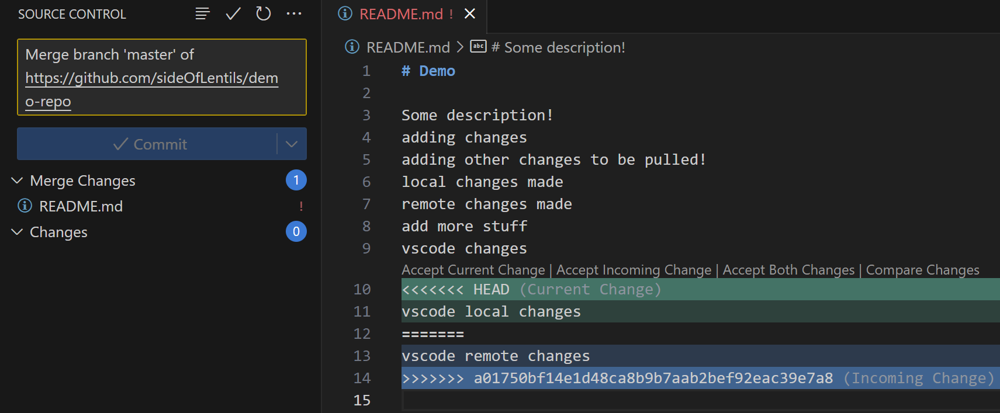 SOURCE CONTROL
Merge branch 'master' of
https://github.com/sideOfLentils/dem
o-repo
Commit
Merge Changes 1
README.md !
Changes 0
README.md !
README.md > abc # Some description!
1 # Demo
2
3 Some description!
4 adding changes
5 adding other changes to be pulled!
6 local changes made
7 remote changes made
8 add more stuff
9 vscode changes
Accept Current Change | Accept Incoming Change | Accept Both Changes | Compare Changes
10 <<<<<<< HEAD (Current Change)
11 vscode local changes
12 =======
13 vscode remote changes
14 >>>>>>> a01750bf14e1d48ca8b9b7aab2bef92eac39e7a8 (Incoming Change)
15